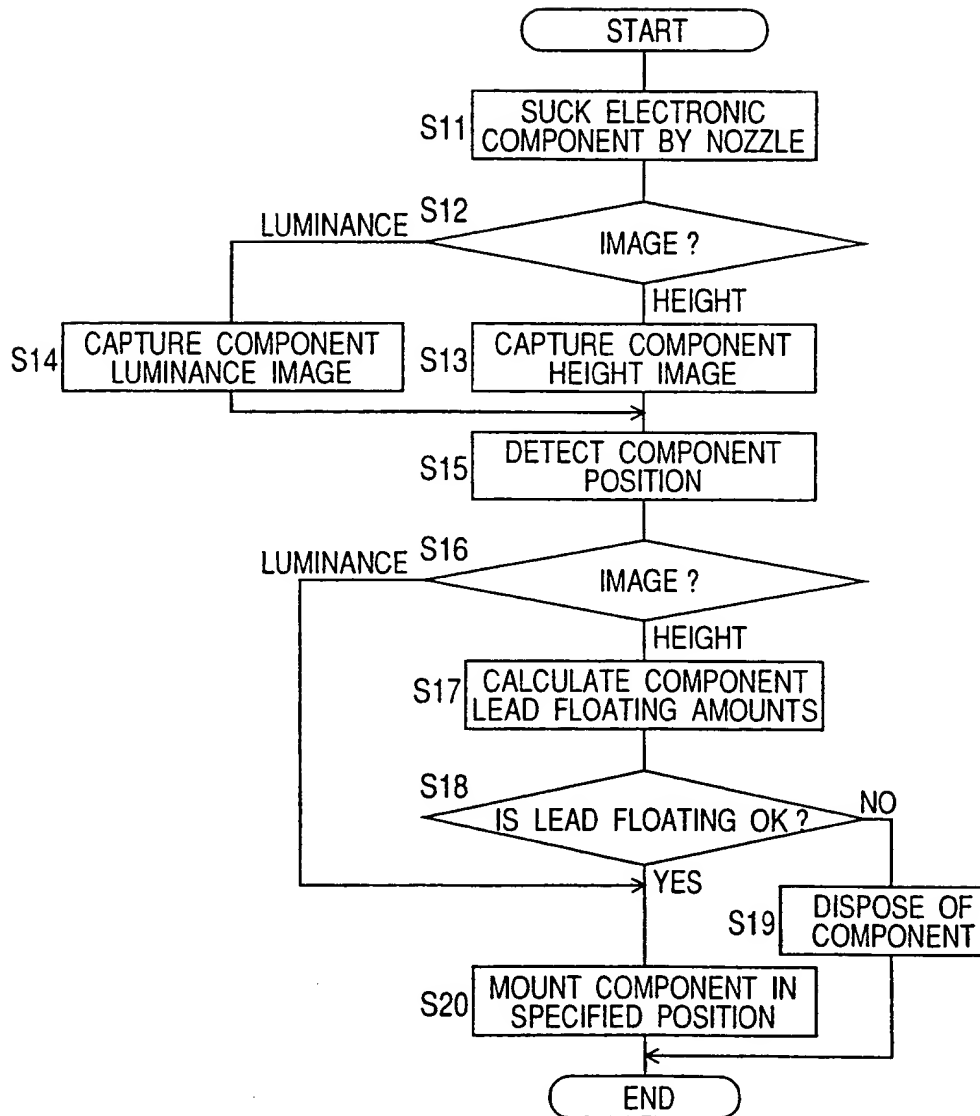 START
S11
SUCK ELECTRONIC
COMPONENT BY NOZZLE
S12
LUMINANCE
IMAGE ?
HEIGHT
S14
CAPTURE COMPONENT
LUMINANCE IMAGE
S13
CAPTURE COMPONENT
HEIGHT IMAGE
S15
DETECT COMPONENT
POSITION
S16
LUMINANCE
IMAGE ?
HEIGHT
S17
CALCULATE COMPONENT
LEAD FLOATING AMOUNTS
S18
IS LEAD FLOATING OK ?
NO
YES
S19
DISPOSE OF
COMPONENT
S20
MOUNT COMPONENT IN
SPECIFIED POSITION
END